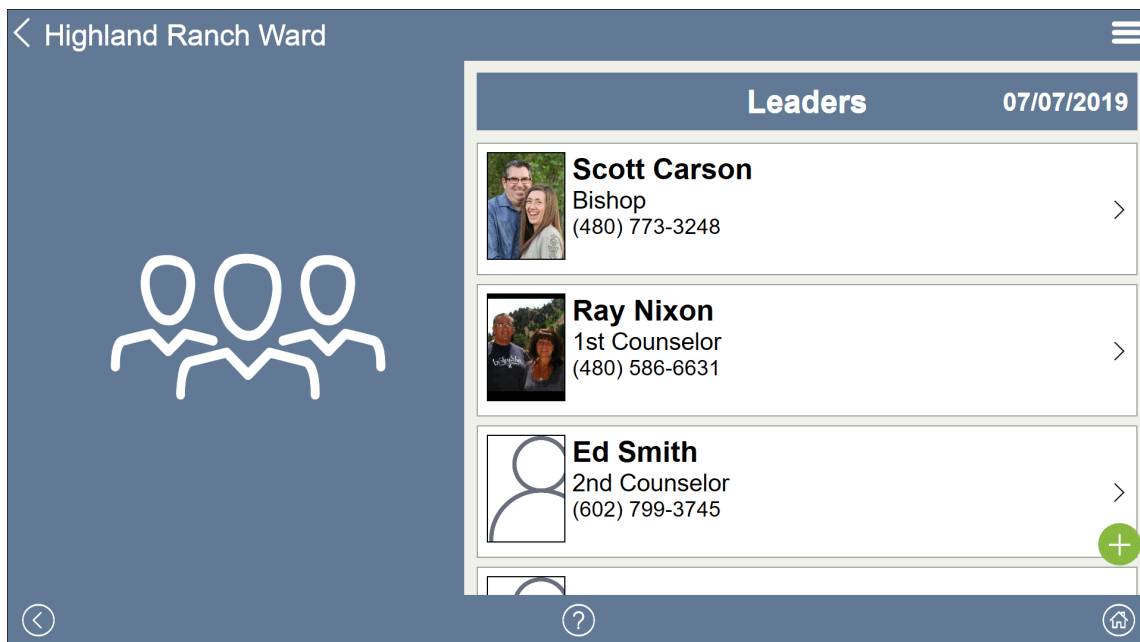 Highland Ranch Ward
Leaders 07/07/2019
Scott Carson
Bishop
(480) 773-3248
Ray Nixon
1st Counselor
(480) 586-6631
Ed Smith
2nd Counselor
(602) 799-3745